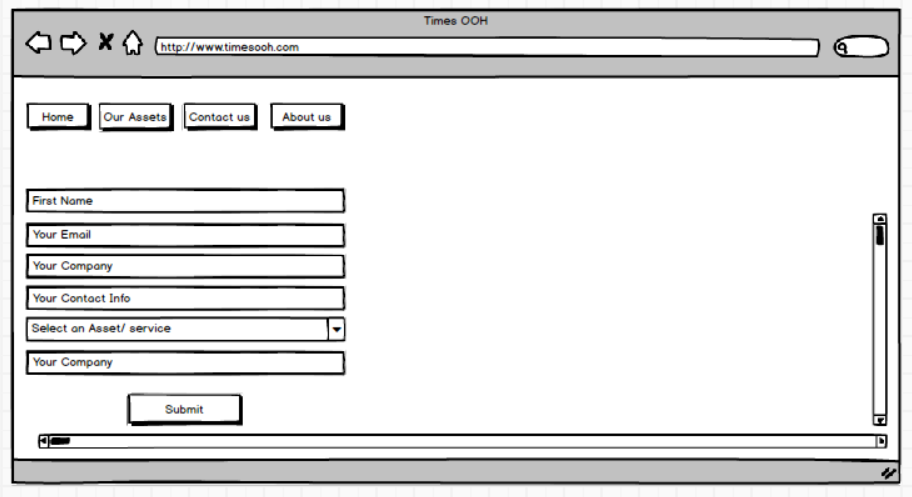 Times OOH
http://www.timesooh.com
Home Our Assets Contact us About us
First Name
Your Email
Your Company
Your Contact Info
Select an Asset/ service
Your Company
Submit